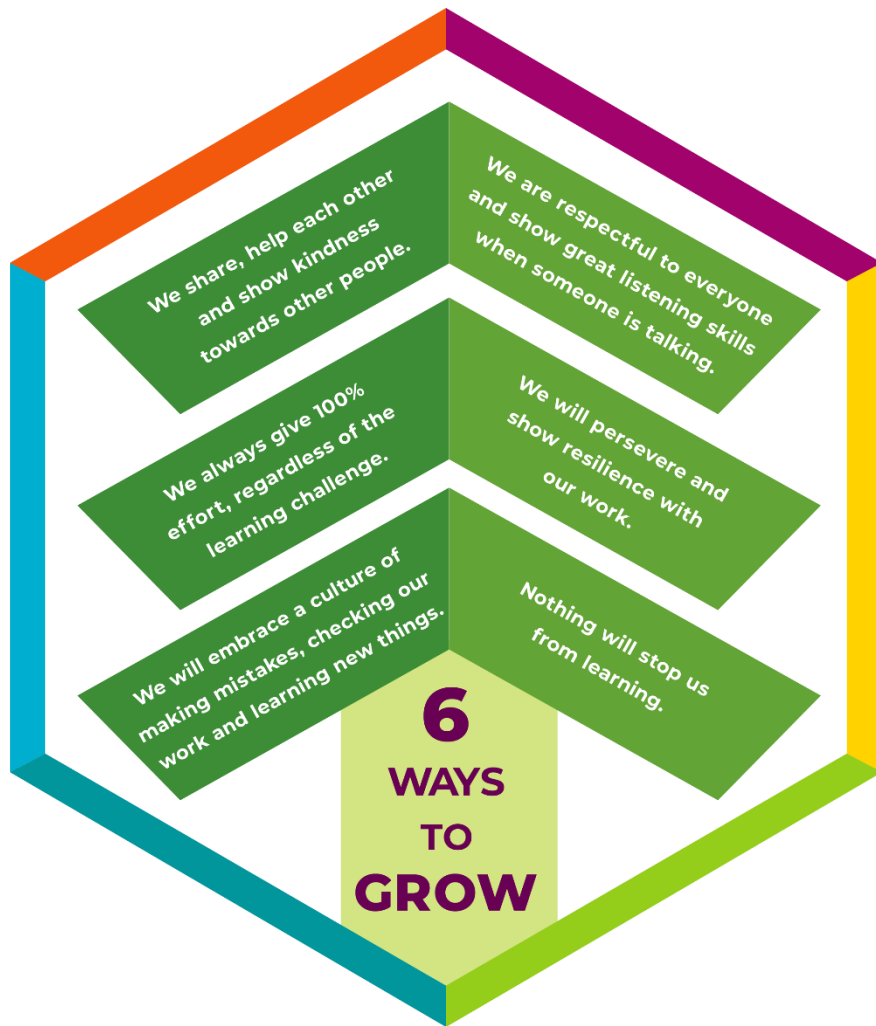 We share, help each other
and show kindness
towards other people.
We are respectful to everyone
and show great listening skills
when someone is talking.
We always give 100%
effort, regardless of the
learning challenge.
We will persevere and
show resilience with
our work.
We will embrace a culture of
making mistakes, checking our
work and learning new things.
Nothing will stop us
from learning.
6
WAYS
TO
GROW